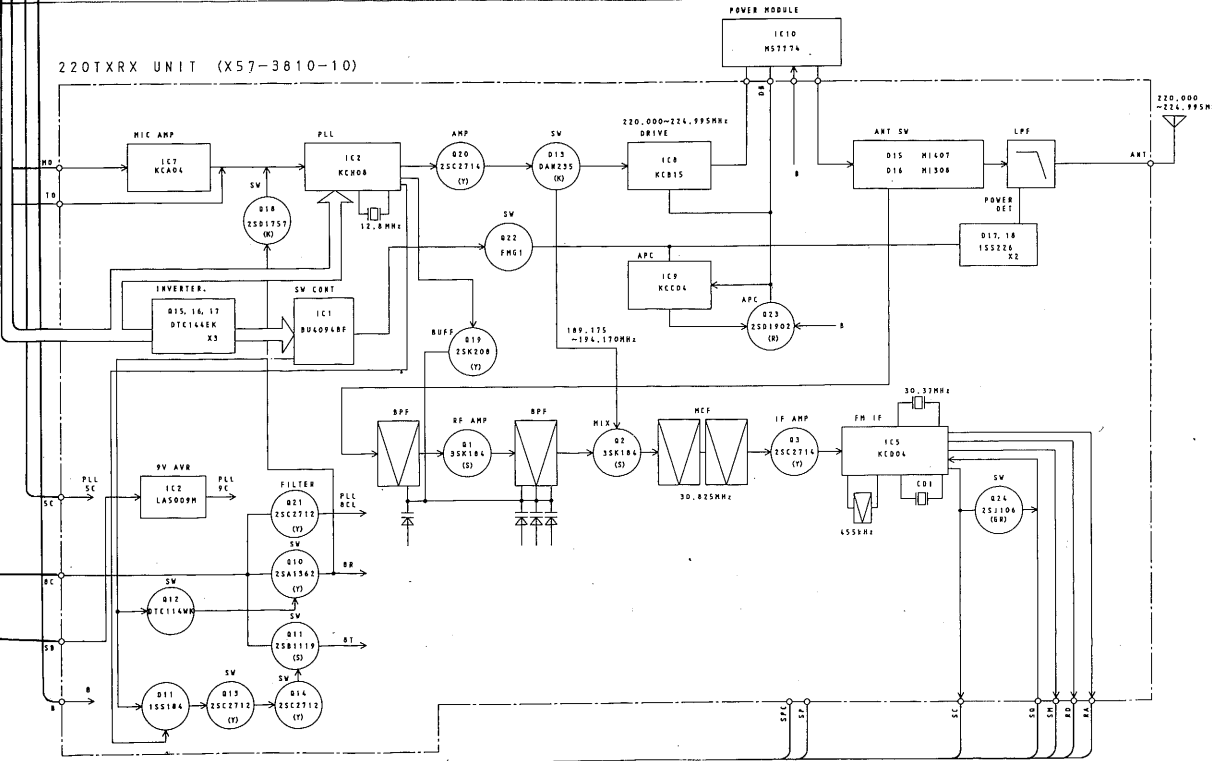 POWER MODULE
IC10
M57774
220TXRX UNIT (X57-3810-10)
DB
B
220.000
~224.995M
ANT
MIC AMP
IC7
KCA04
MO
TO
SW
Q18
2SD1757
(K)
PLL
IC2
KCH08
12.8MHz
AMP
Q20
2SC2714
(Y)
SW
D13
DAN235
(K)
220.000~224.995MHz
DRIVE
IC8
KCB15
ANT SW
D15 MI407
D16 MI308
LPF
POWER
DET
D17, 18
1SS226
X2
SW
Q22
FMG1
APC
IC9
KCC04
APC
Q23
2SD1902
(R)
B
INVERTER.
Q15, 16, 17
DTC144EK
X3
SW CONT
IC1
BU4094BF
BUFF
Q19
2SK208
(Y)
189.175
~194.170MHz
BPF
RF AMP
Q1
3SK184
(S)
BPF
MIX
Q2
3SK184
(S)
MCF
30.825MHz
IF AMP
Q3
2SC2714
(Y)
30.37MHz
FM IF
IC5
KCD04
CD1
455kHz
SW
Q24
2SJ106
(GR)
5C
PLL
5C
9V AVR
IC2
LA5009M
PLL
9C
FILTER
Q21
2SC2712
(Y)
PLL
8CL
SW
Q10
2SA1362
(Y)
8R
8C
SW
Q12
DTC114WK
SW
Q11
2SB1119
(S)
8T
SB
B
B
D11
1SS184
SW
Q13
2SC2712
(Y)
SW
Q14
2SC2712
(Y)
SPC
SP
SC
SQ
SM
RD
RA